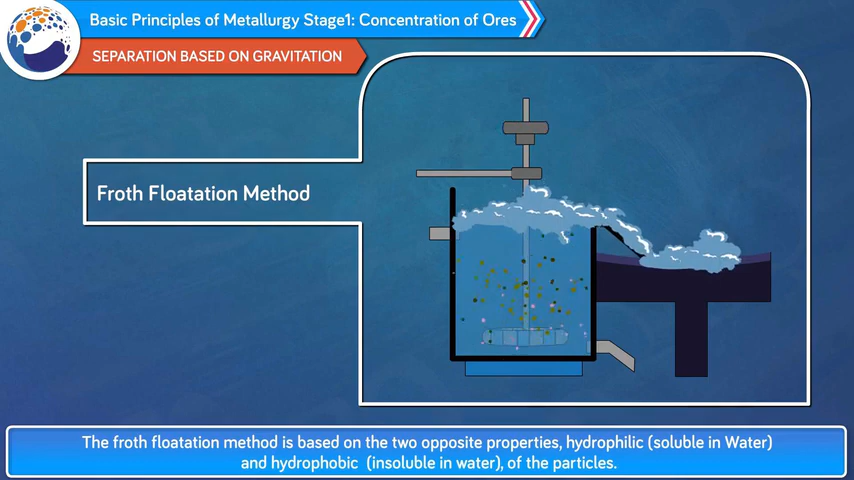 Basic Principles of Metallurgy Stage1: Concentration of Ores
SEPARATION BASED ON GRAVITATION
Froth Floatation Method
The froth floatation method is based on the two opposite properties, hydrophilic (soluble in Water)
and hydrophobic (insoluble in water), of the particles.